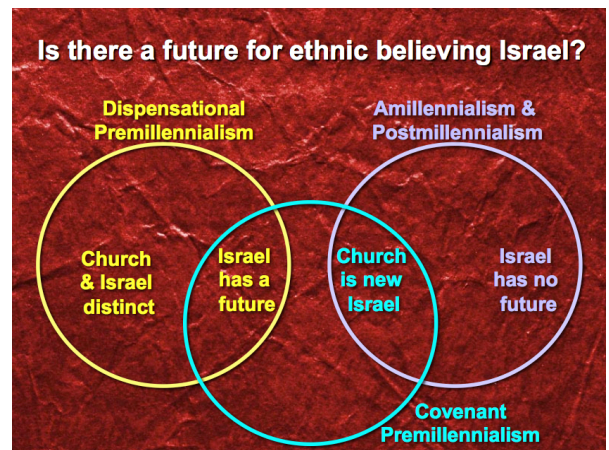 Is there a future for ethnic believing Israel?
Dispensational
Premillennialism
Amillennialism &
Postmillennialism
Church
& Israel
distinct
Israel
has a
future
Church
is new
Israel
Israel
has no
future
Covenant
Premillennialism